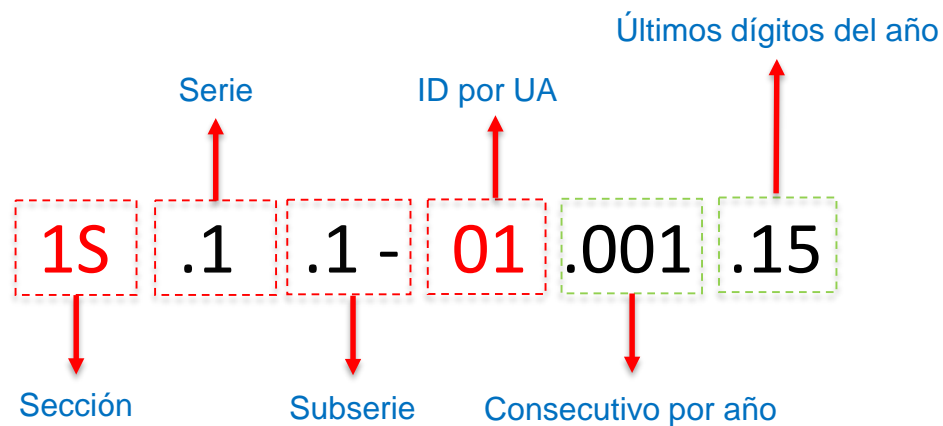 Últimos dígitos del año
Serie
ID por UA
1S .1 .1 - 01 .001 .15
Sección
Subserie
Consecutivo por año